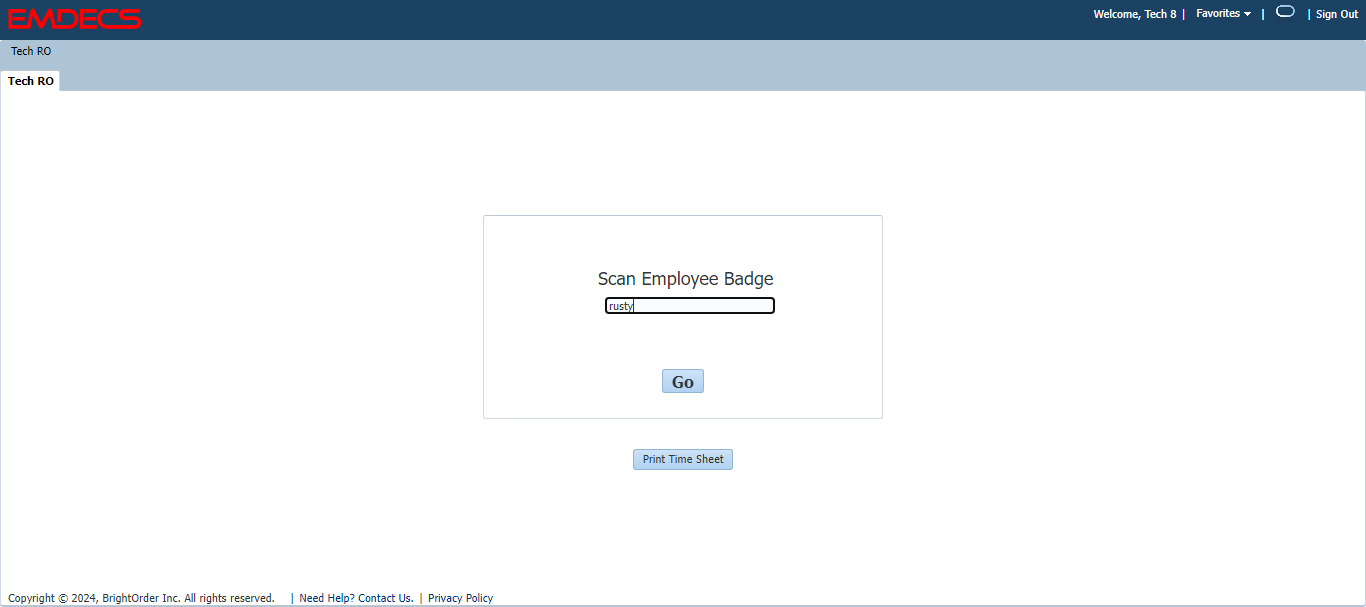 EMDECS
Welcome, Tech 8 | Favorites | | Sign Out
Tech RO
Tech RO
Scan Employee Badge
rusty
Go
Print Time Sheet
Copyright © 2024, BrightOrder Inc. All rights reserved. | Need Help? Contact Us. | Privacy Policy